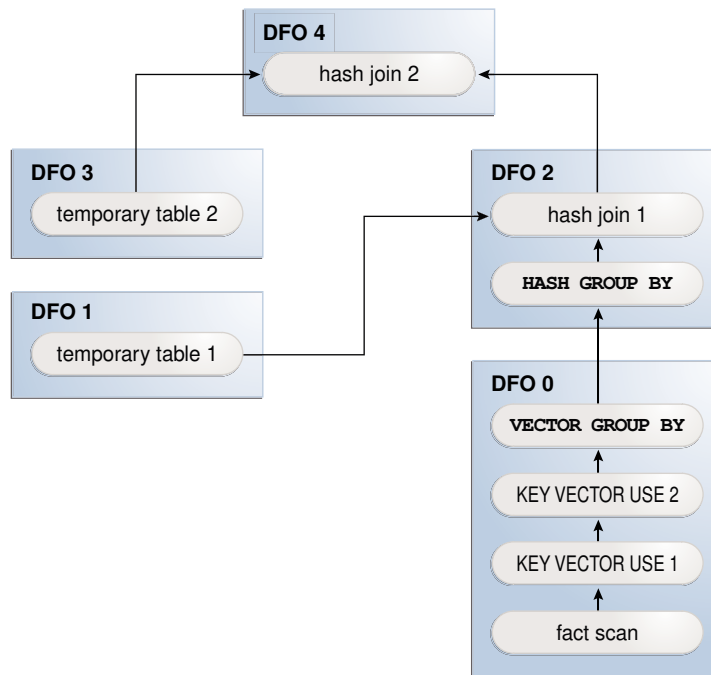 DFO 4
hash join 2
DFO 3
temporary table 2
DFO 2
hash join 1
HASH GROUP BY
DFO 1
temporary table 1
DFO 0
VECTOR GROUP BY
KEY VECTOR USE 2
KEY VECTOR USE 1
fact scan